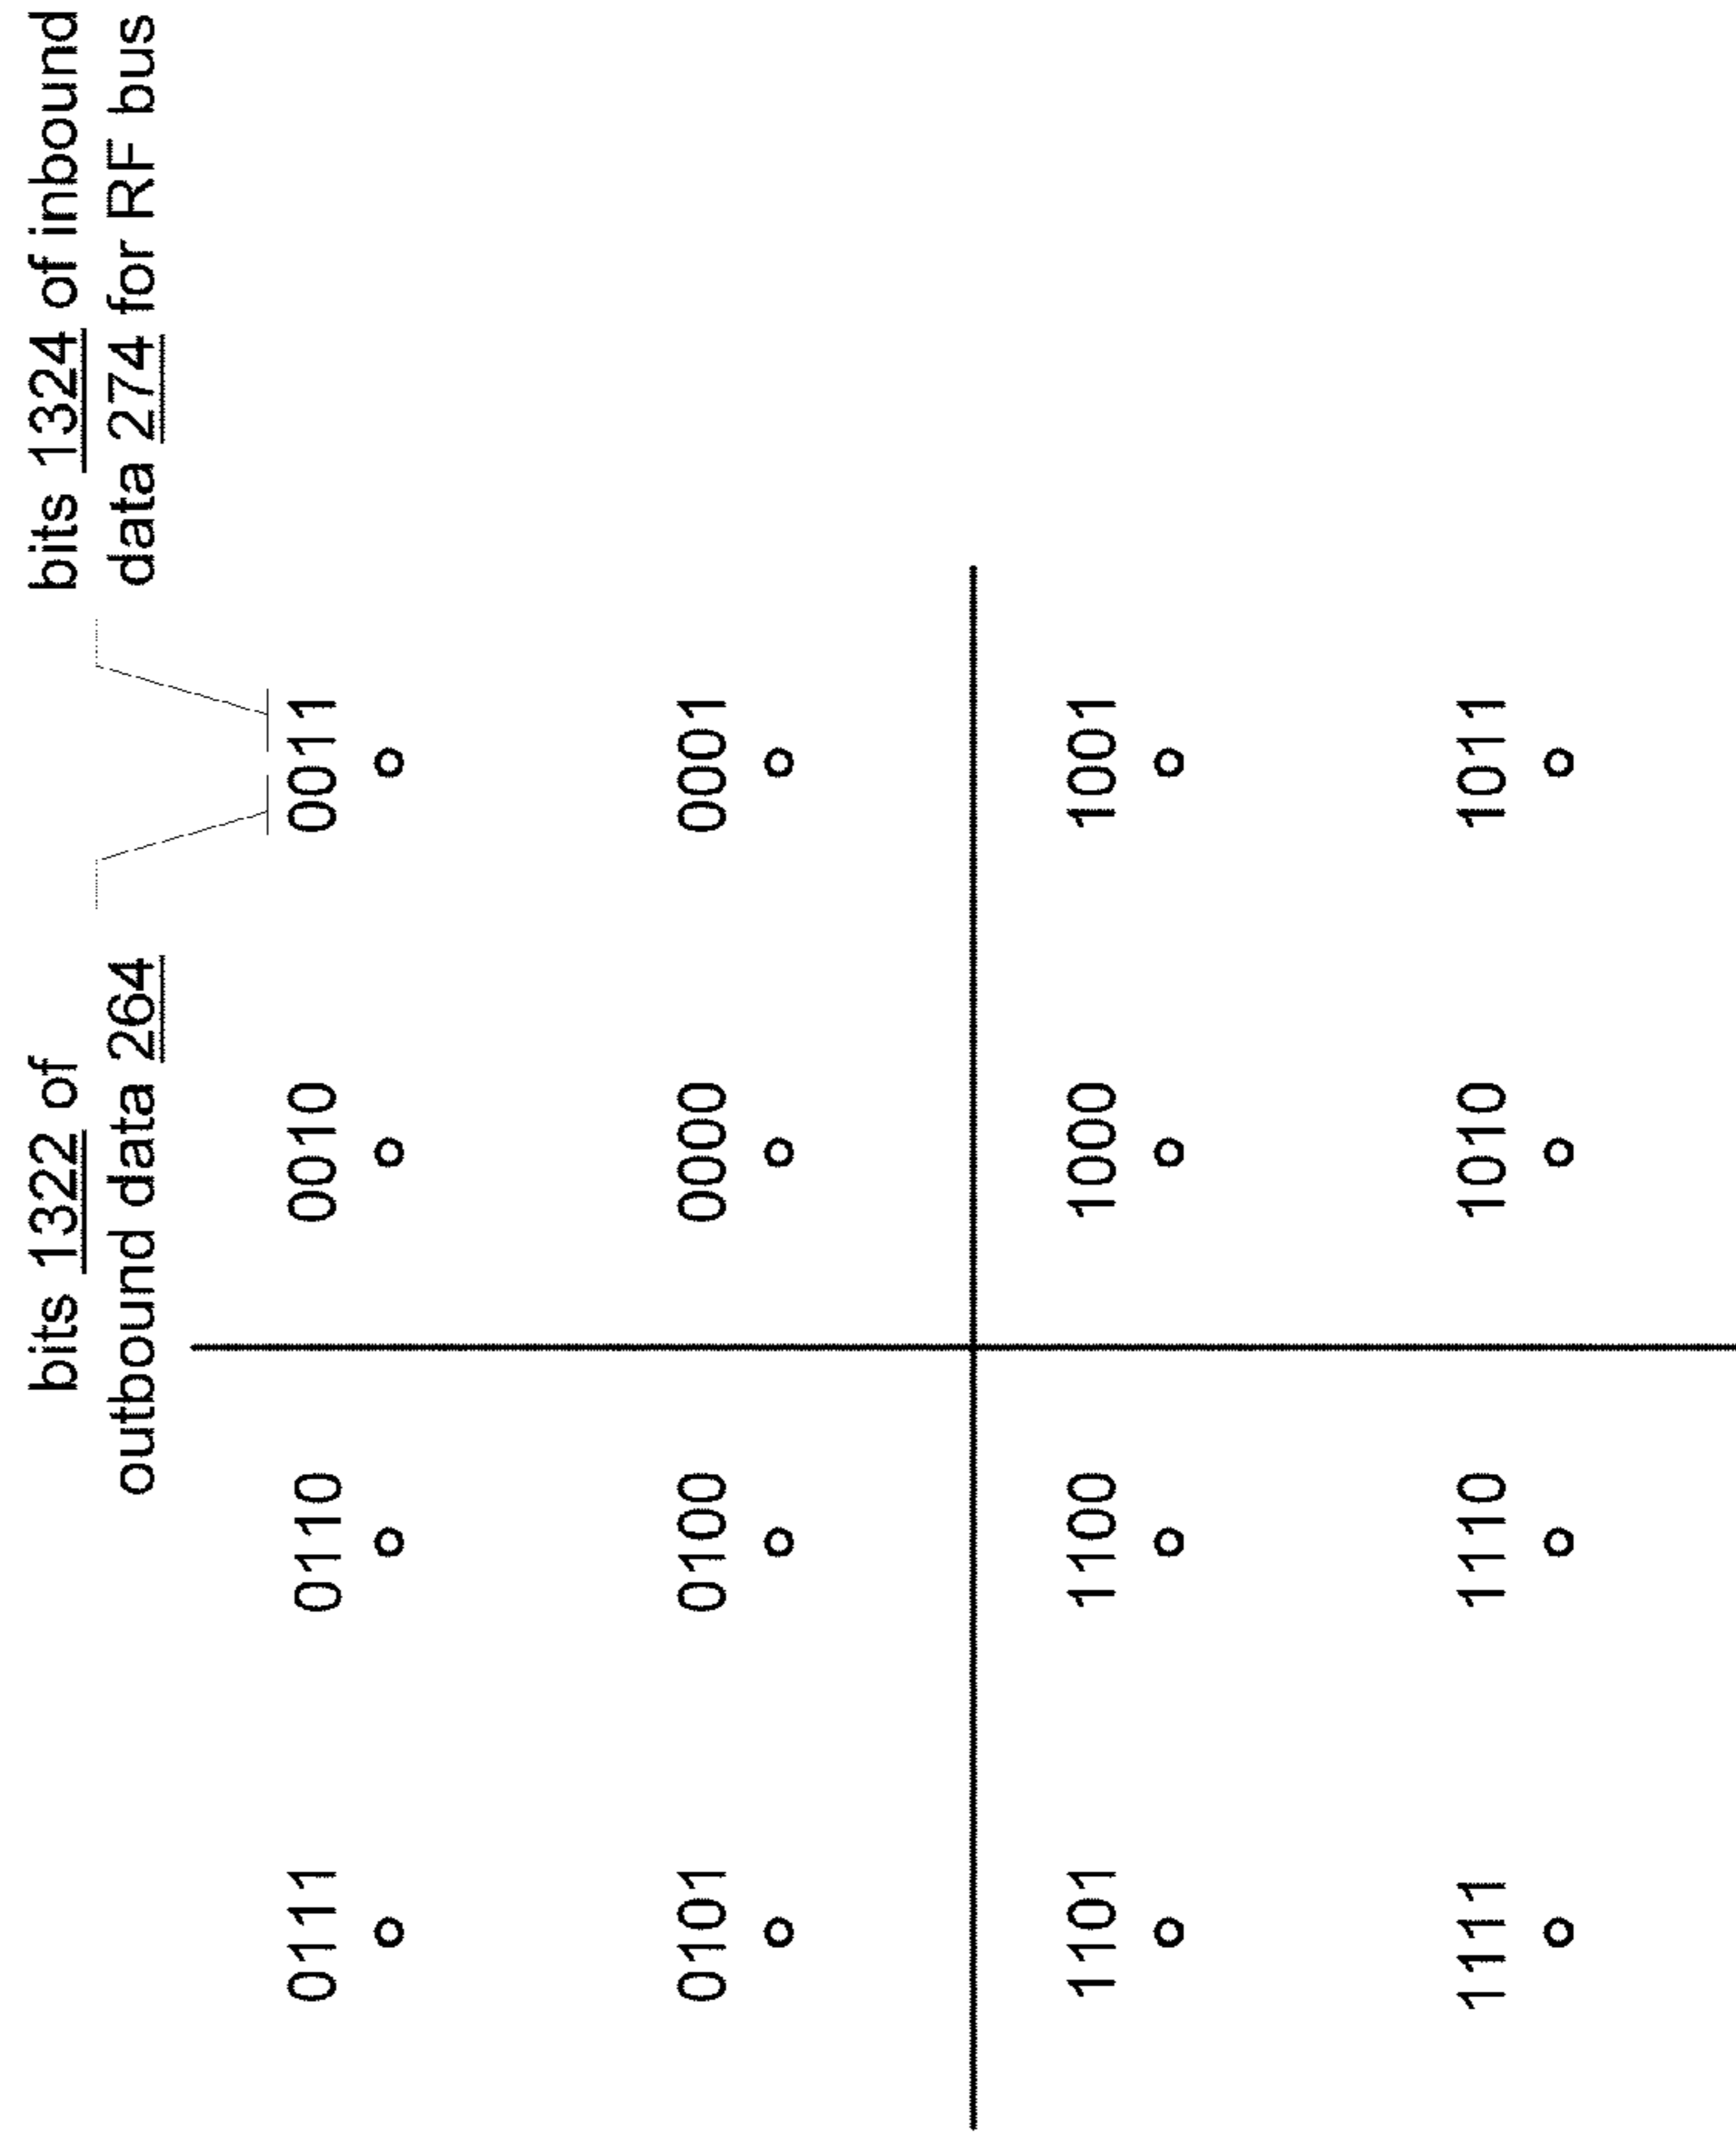 bits 1322 of
outbound data 264
bits 1324 of inbound
data 274 for RF bus
0111 0110 0010 0011
0101 0100 0000 0001
1101 1100 1000 1001
1111 1110 1010 1011